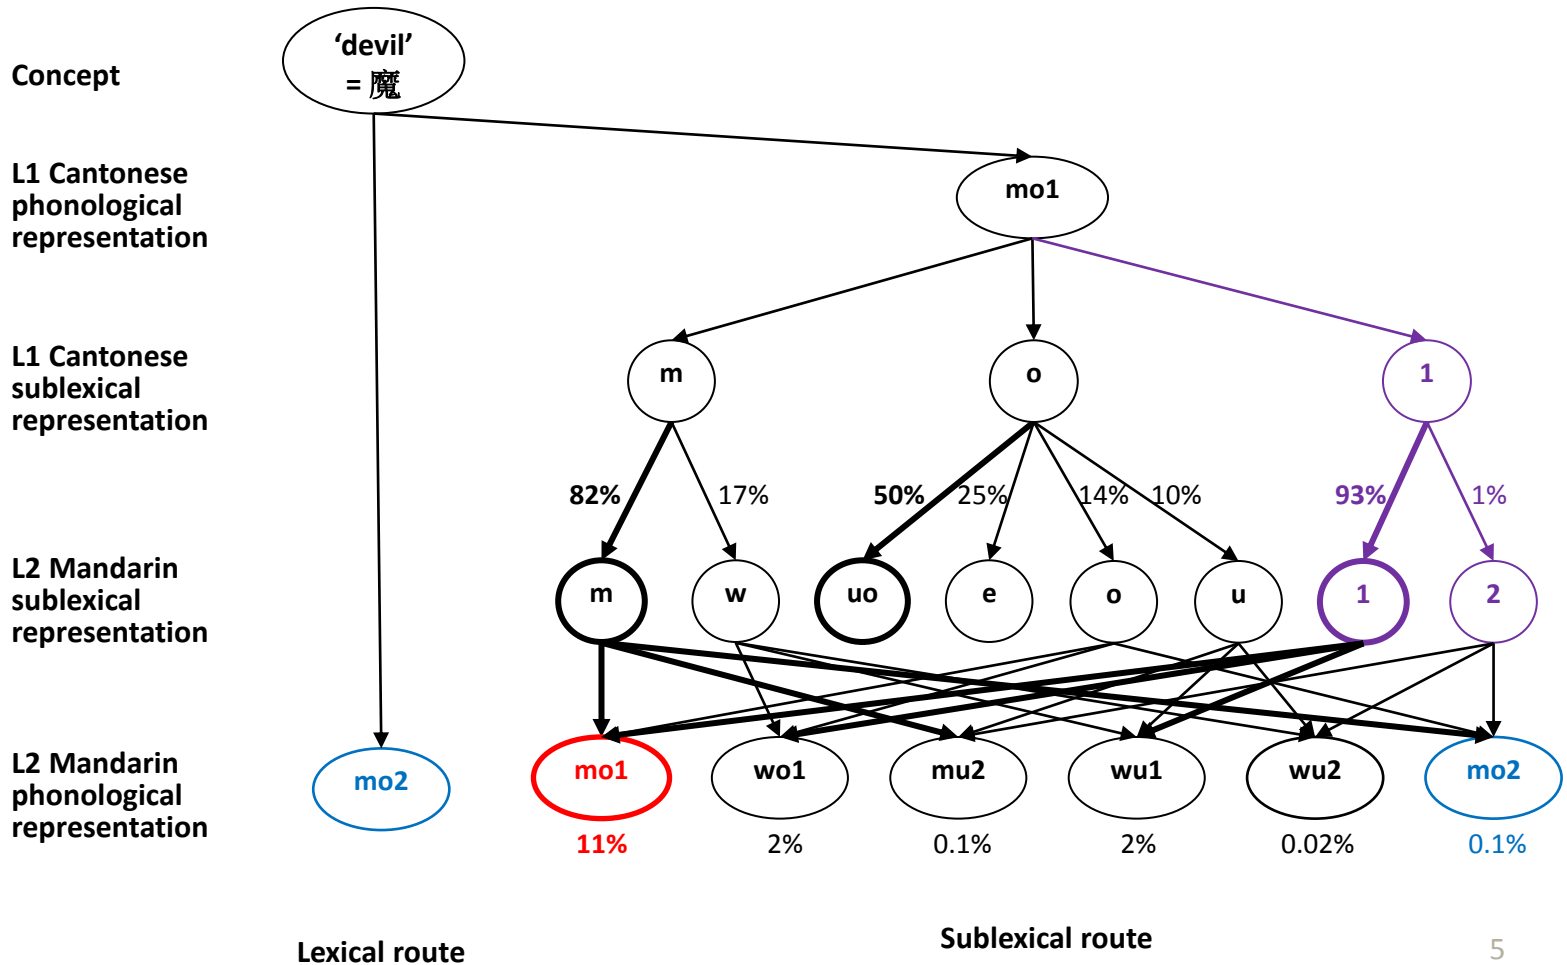 ‘devil’
= 魔
Concept
L1 Cantonese
phonological
representation
mo1
L1 Cantonese
sublexical
representation
m
o
1
82%
17%
50%
25%
14%
10%
93%
1%
L2 Mandarin
sublexical
representation
m
w
uo
e
o
u
1
2
L2 Mandarin
phonological
representation
mo2
mo1
wo1
mu2
wu1
wu2
mo2
11%
2%
0.1%
2%
0.02%
0.1%
Lexical route
Sublexical route
5